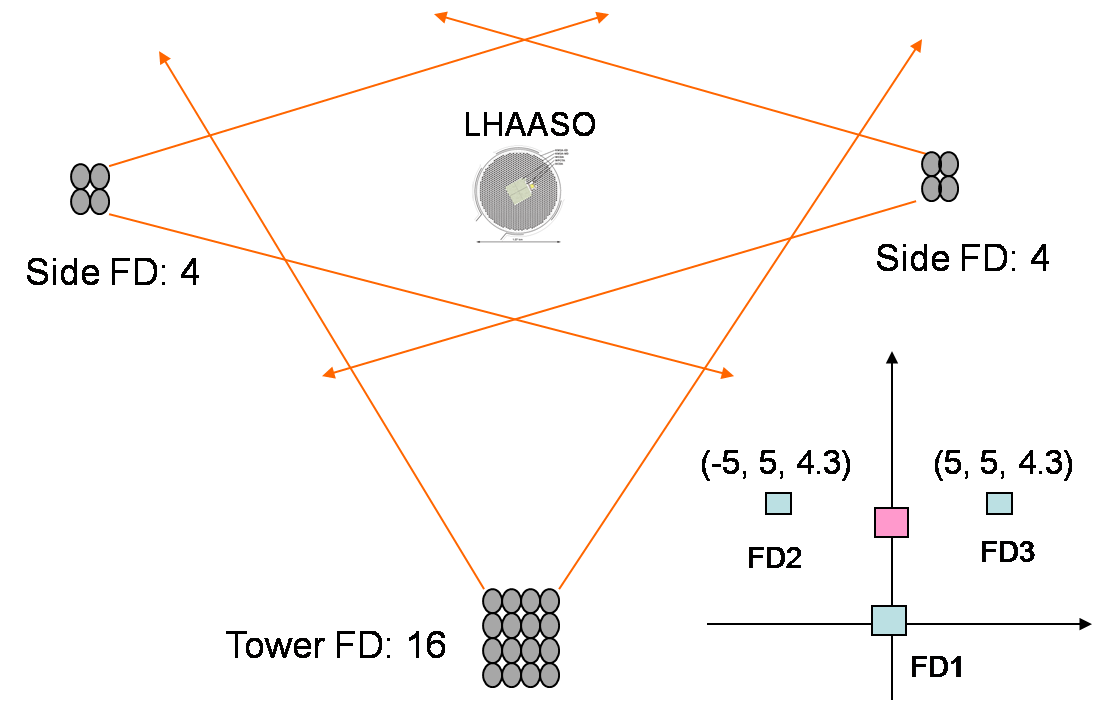 LHAASO
Side FD: 4
Side FD: 4
(-5, 5, 4.3)
(5, 5, 4.3)
FD2
FD3
Tower FD: 16
FD1